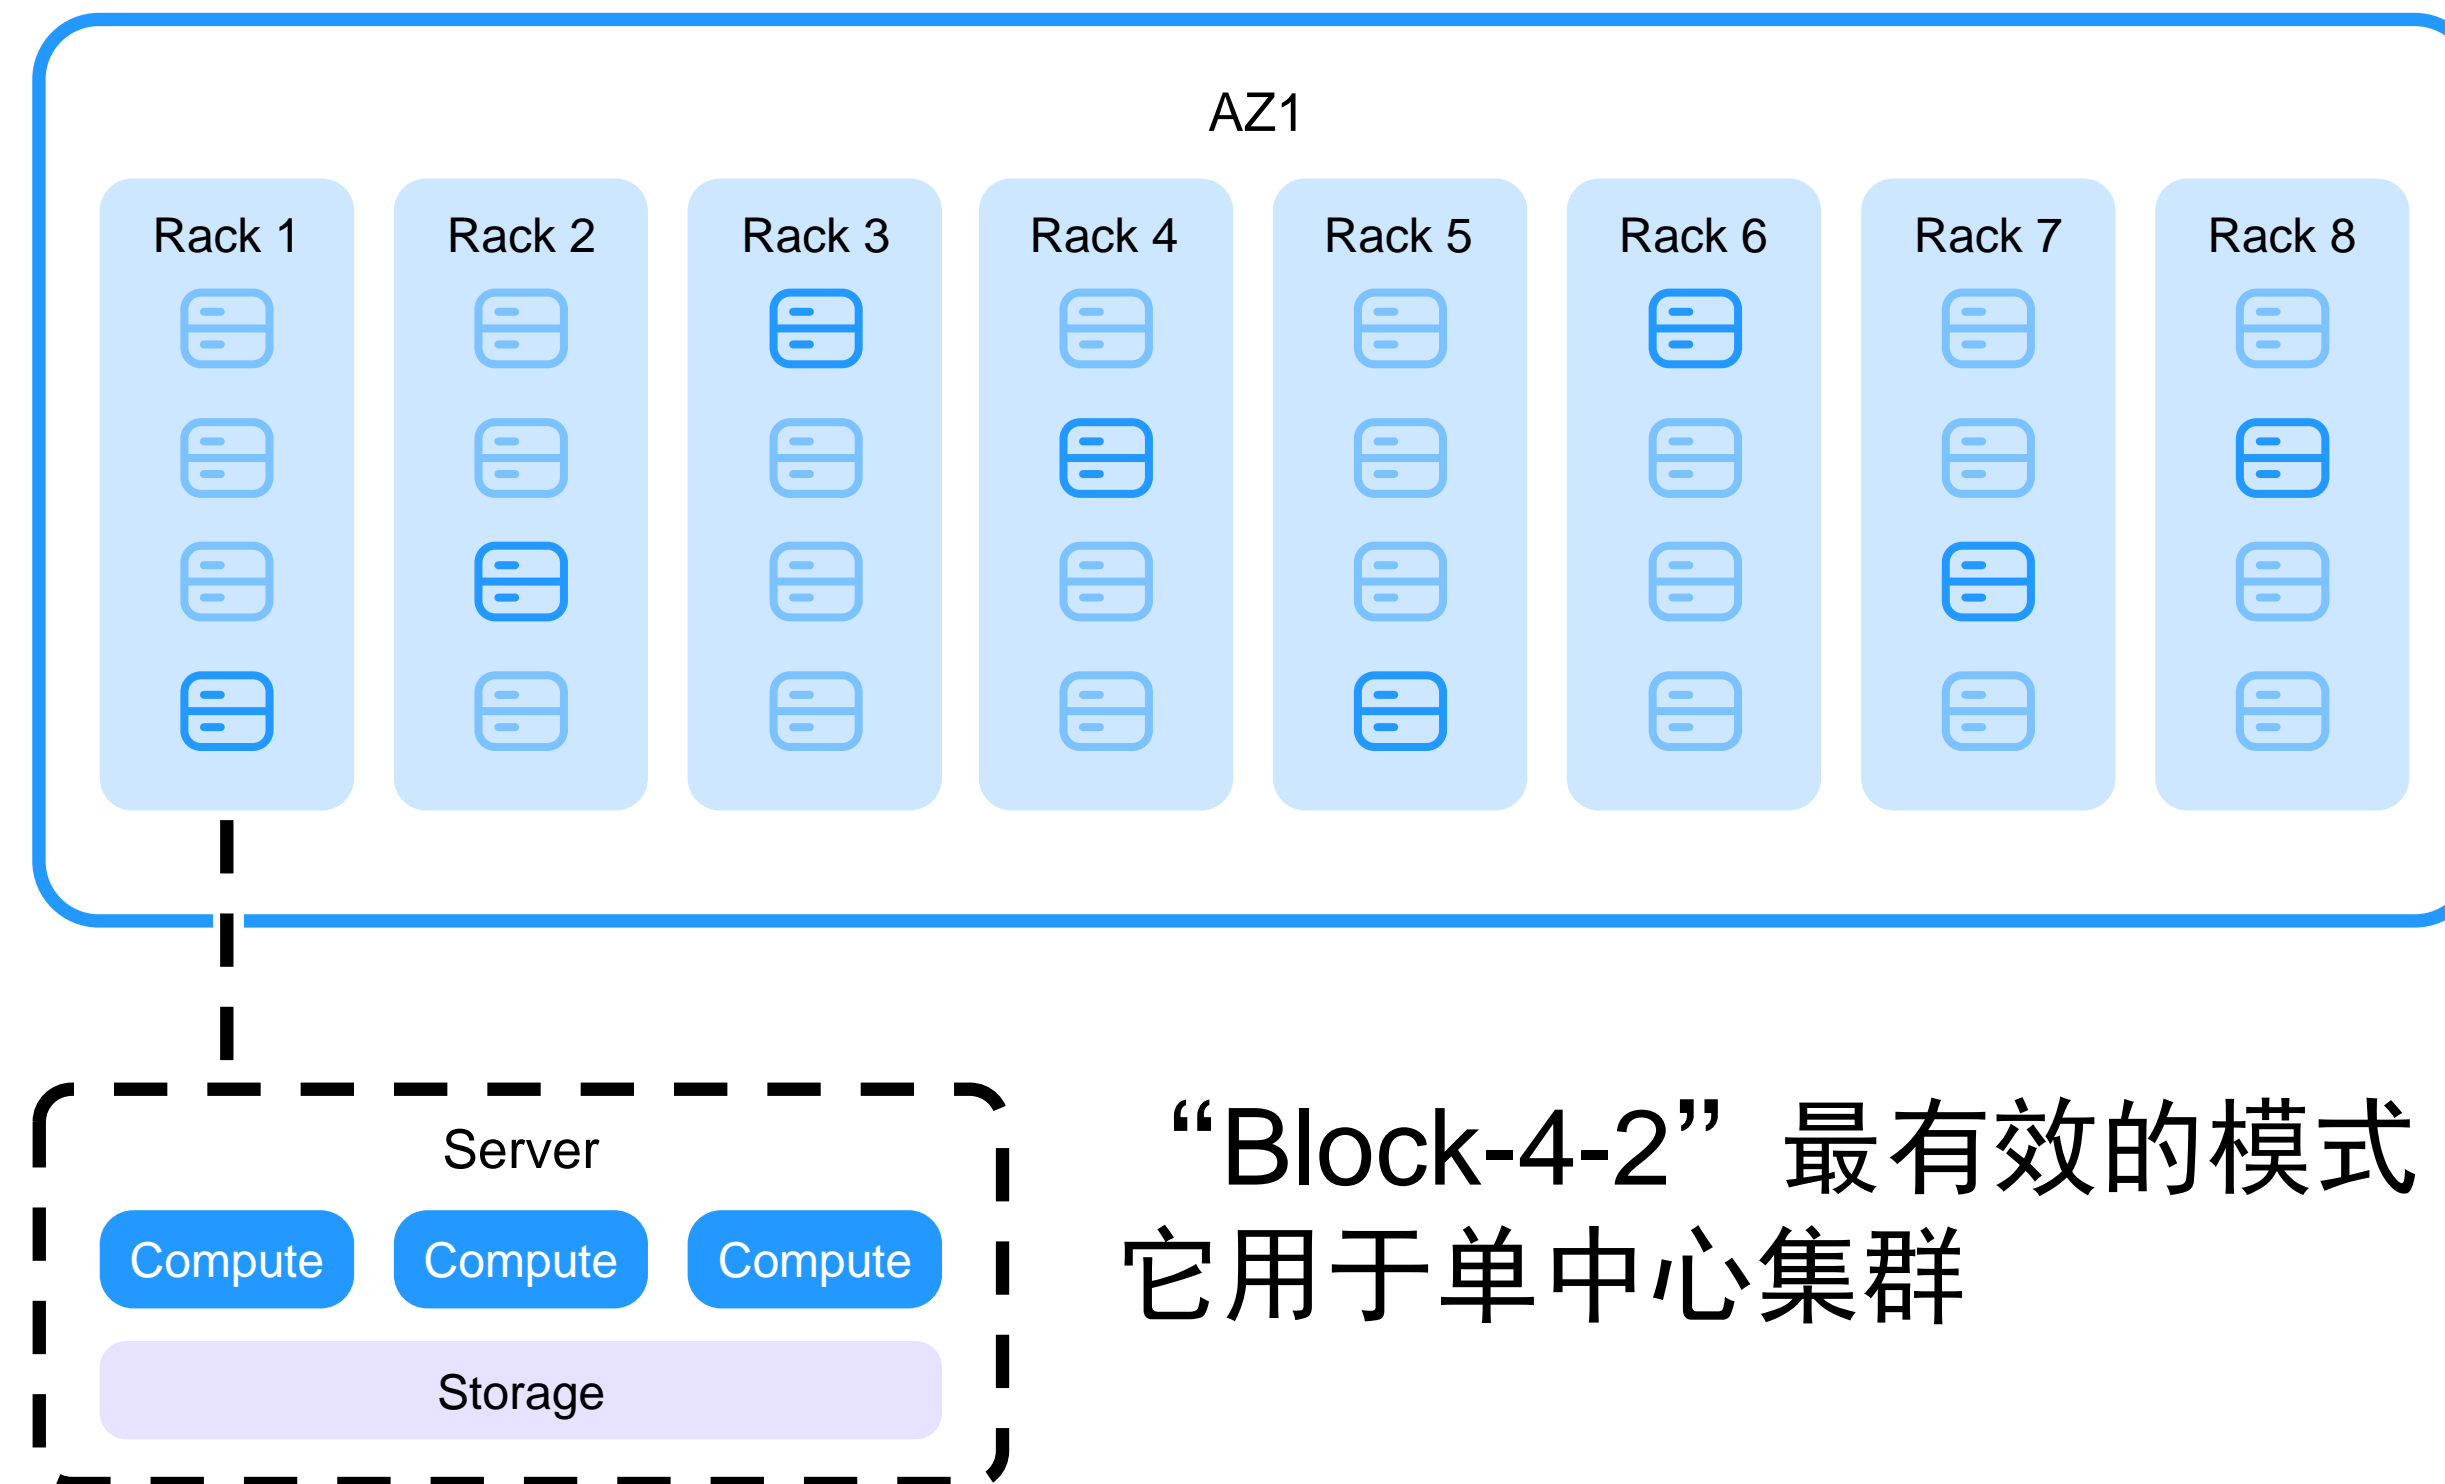 AZ1
Rack 1 Rack 2 Rack 3 Rack 4 Rack 5 Rack 6 Rack 7 Rack 8
Server
Compute Compute Compute
Storage
“Block-4-2”最有效的模式
它用于单中心集群